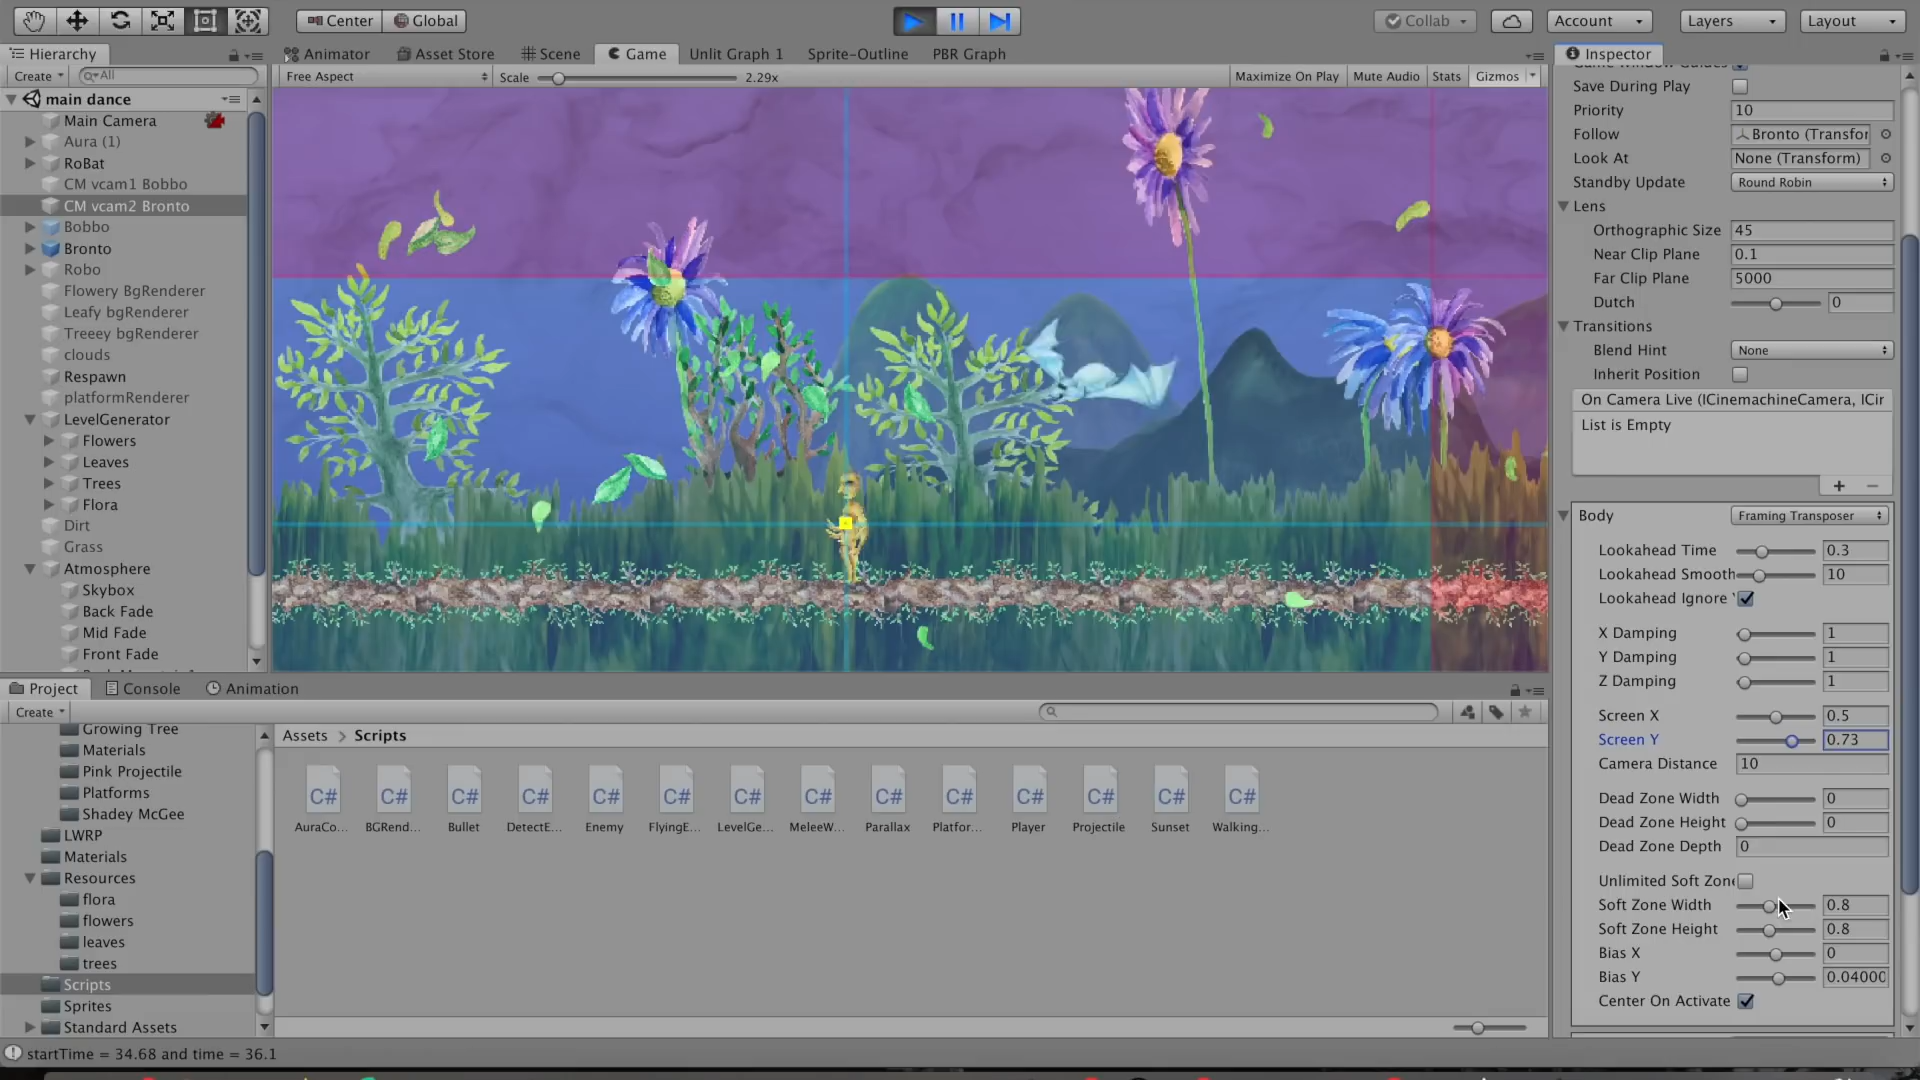 Center
Global
Collab
Account
Layers
Layout
Hierarchy
Animator
Asset Store
Scene
Game
Unlit Graph 1
Sprite-Outline
PBR Graph
Inspector
Create
All
Free Aspect
Scale
2.29x
Maximize On Play
Mute Audio
Stats
Gizmos
main dance
Main Camera
Aura (1)
RoBat
CM vcam1 Bobbo
CM vcam2 Bronto
Bobbo
Bronto
Robo
Flowery BgRenderer
Leafy bgRenderer
Treeey bgRenderer
clouds
Respawn
platformRenderer
LevelGenerator
Flowers
Leaves
Trees
Flora
Dirt
Grass
Atmosphere
Skybox
Back Fade
Mid Fade
Front Fade
Save During Play
Priority
10
Follow
Bronto (Transfor
Look At
None (Transform)
Standby Update
Round Robin
Lens
Orthographic Size
45
Near Clip Plane
0.1
Far Clip Plane
5000
Dutch
0
Transitions
Blend Hint
None
Inherit Position
On Camera Live (ICinemachineCamera, ICir
List is Empty
Body
Framing Transposer
Lookahead Time
0.3
Lookahead Smooth
10
Lookahead Ignore
X Damping
1
Y Damping
1
Z Damping
1
Screen X
0.5
Screen Y
0.73
Camera Distance
10
Dead Zone Width
0
Dead Zone Height
0
Dead Zone Depth
0
Unlimited Soft Zone
Soft Zone Width
0.8
Soft Zone Height
0.8
Bias X
0
Bias Y
0.04000
Center On Activate
Project
Console
Animation
Create
Growing Tree
Materials
Pink Projectile
Platforms
Shadey McGee
LWRP
Materials
Resources
flora
flowers
leaves
trees
Scripts
Sprites
Standard Assets
Assets > Scripts
C# C# C# C# C# C# C# C# C# C# C# C# C# C#
AuraCo... BGRend... Bullet DetectE... Enemy FlyingE... LevelGe... MeleeW... Parallax Platfor... Player Projectile Sunset Walking...
startTime = 34.68 and time = 36.1